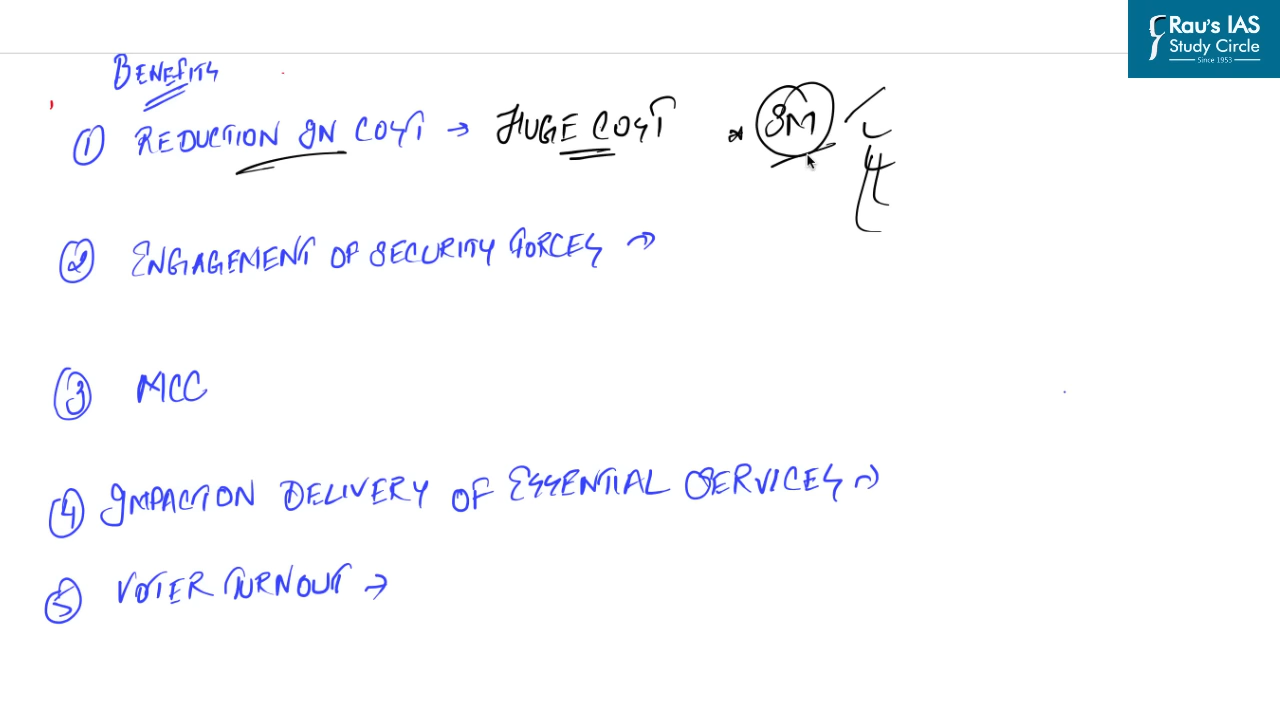 Rau's IAS
Study Circle
Since 1953
BENEFITS
① REDUCTION IN COST → HUGE COST
② ENGAGEMENT OF SECURITY FORCES →
③ MCC
④ IMPACT ON DELIVERY OF ESSENTIAL SERVICES →
⑤ VOTER TURNOUT →